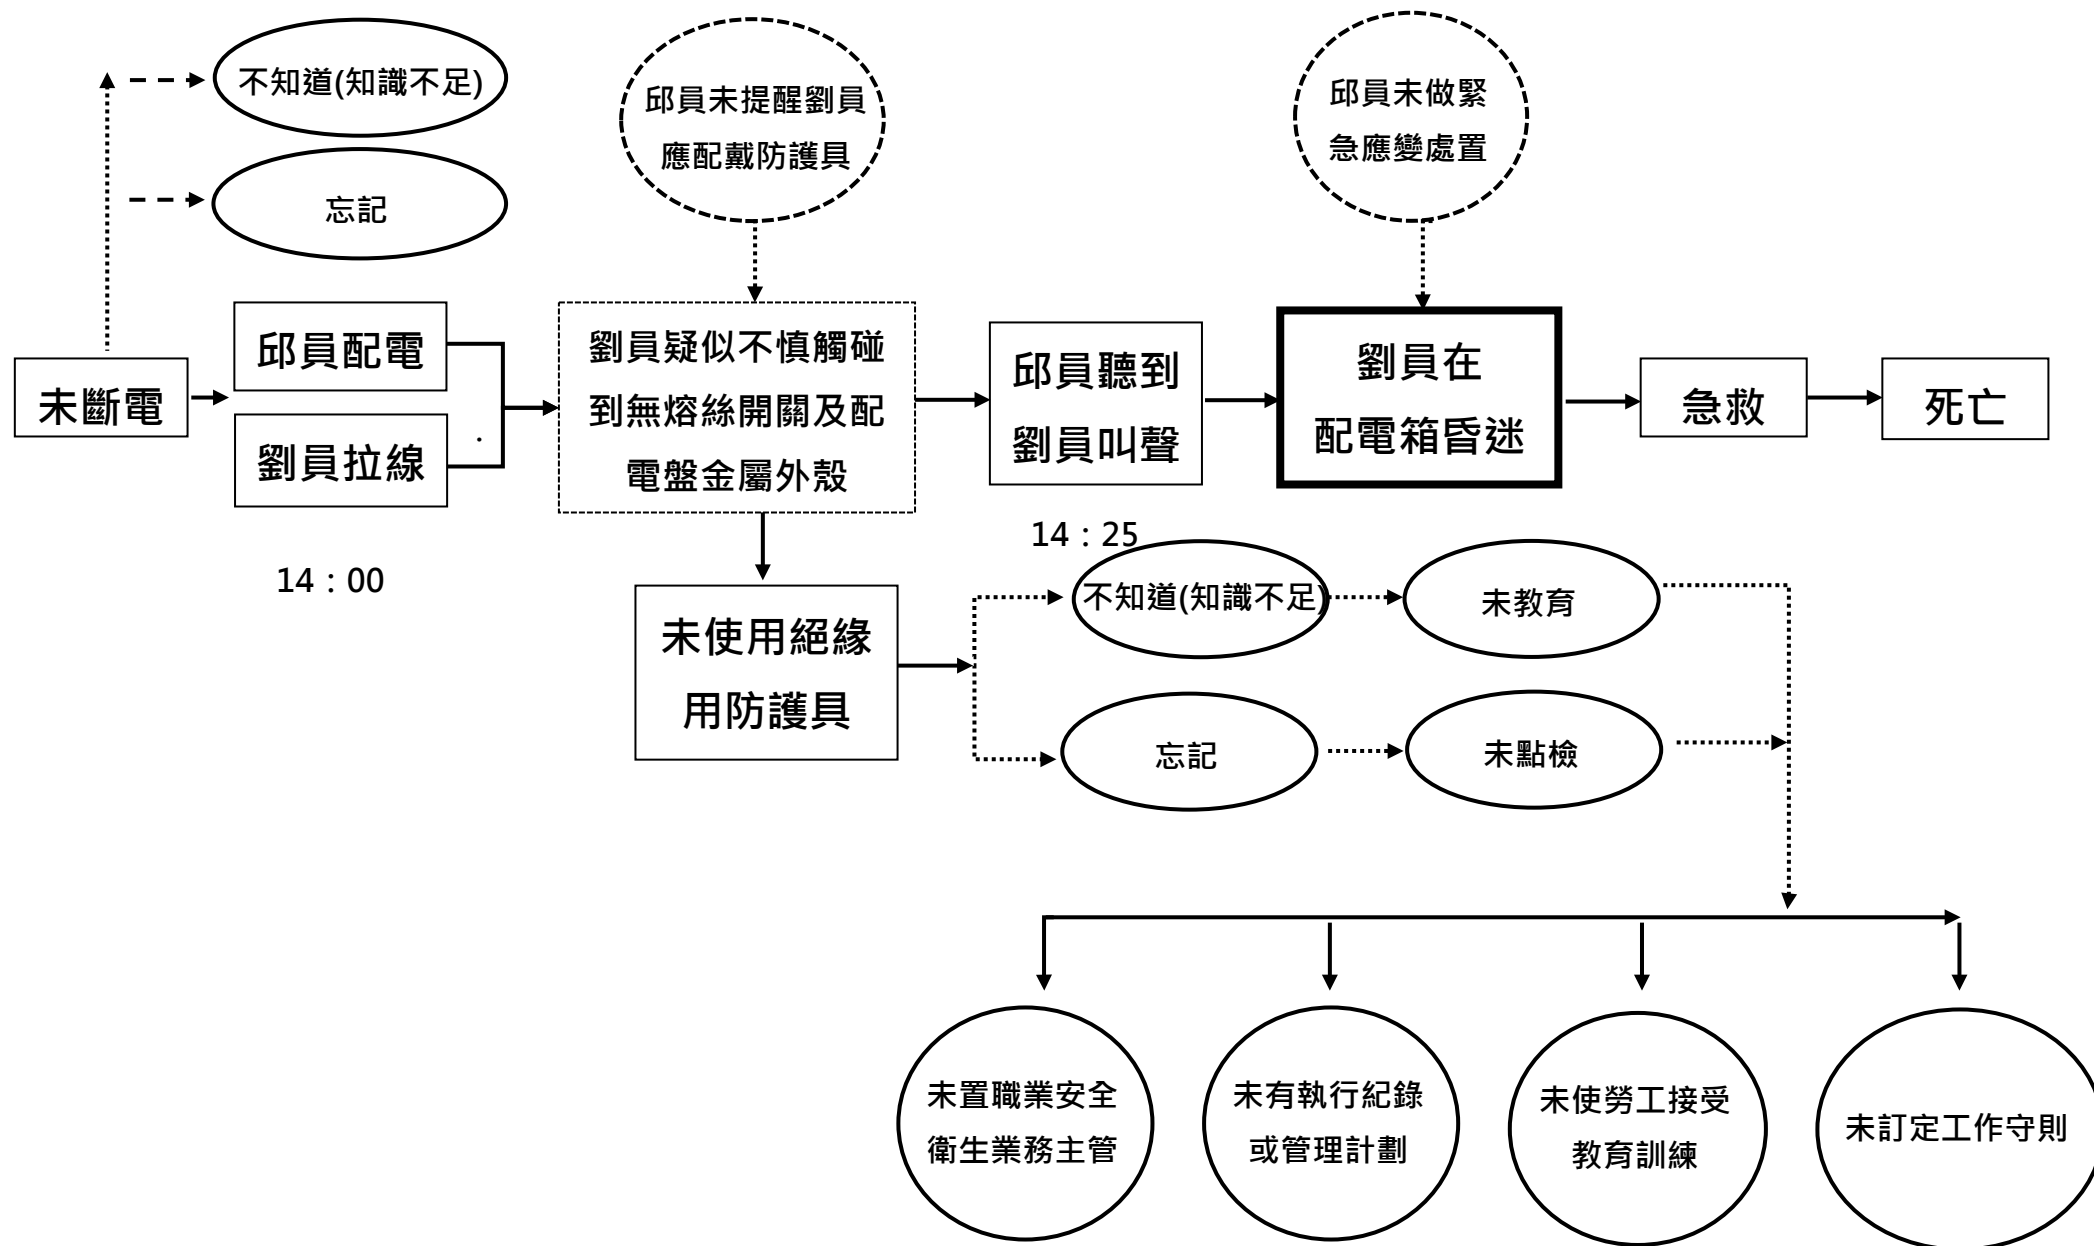 不知道(知識不足)
忘記
邱員未提醒劉員
應配戴防護具
邱員未做緊
急應變處置
未斷電
邱員配電
劉員拉線
14：00
劉員疑似不慎觸碰
到無熔絲開關及配
電盤金屬外殼
邱員聽到
劉員叫聲
14：25
劉員在
配電箱昏迷
急救
死亡
未使用絕緣
用防護具
不知道(知識不足)
未教育
忘記
未點檢
未置職業安全
衛生業務主管
未有執行紀錄
或管理計劃
未使勞工接受
教育訓練
未訂定工作守則